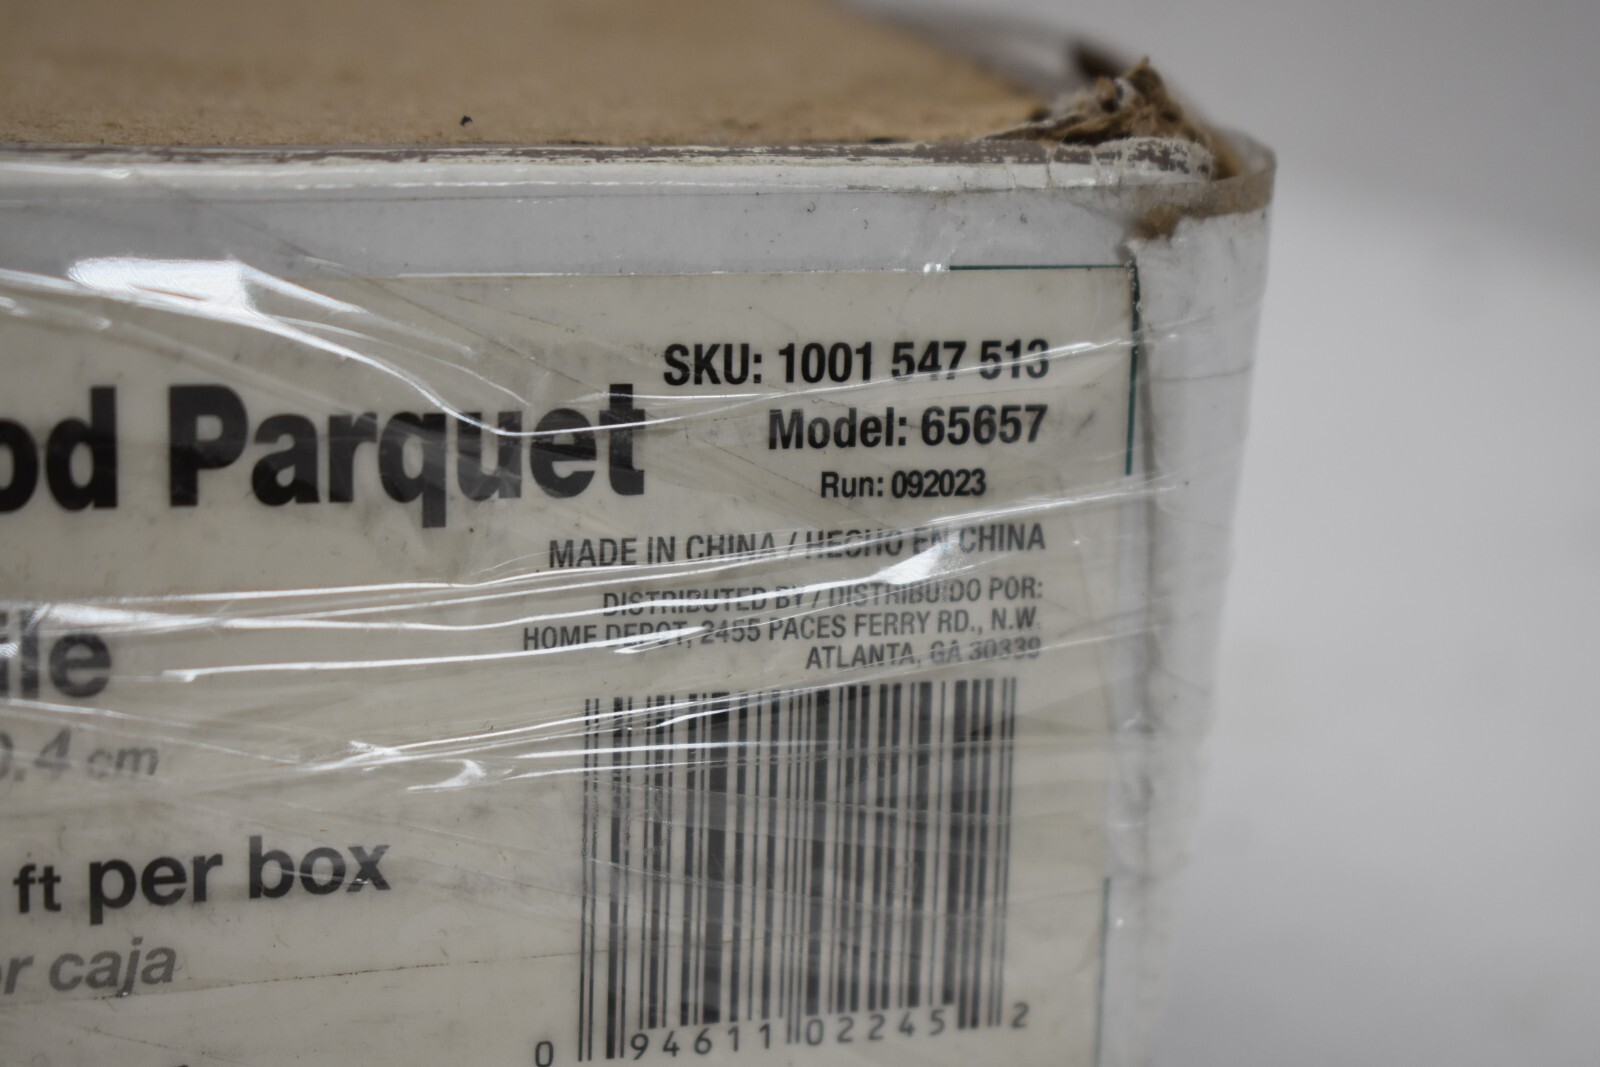 SKU: 1001 547 513
Model: 65657
Run: 092023
od Parquet
MADE IN CHINA / HECHO EN CHINA
DISTRIBUTED BY / DISTRIBUIDO POR:
HOME DEPOT, 2455 PACES FERRY RD., N.W.
ATLANTA, GA 30339
ile
0.4 cm
ft per box
or caja
0 94611 02245 2